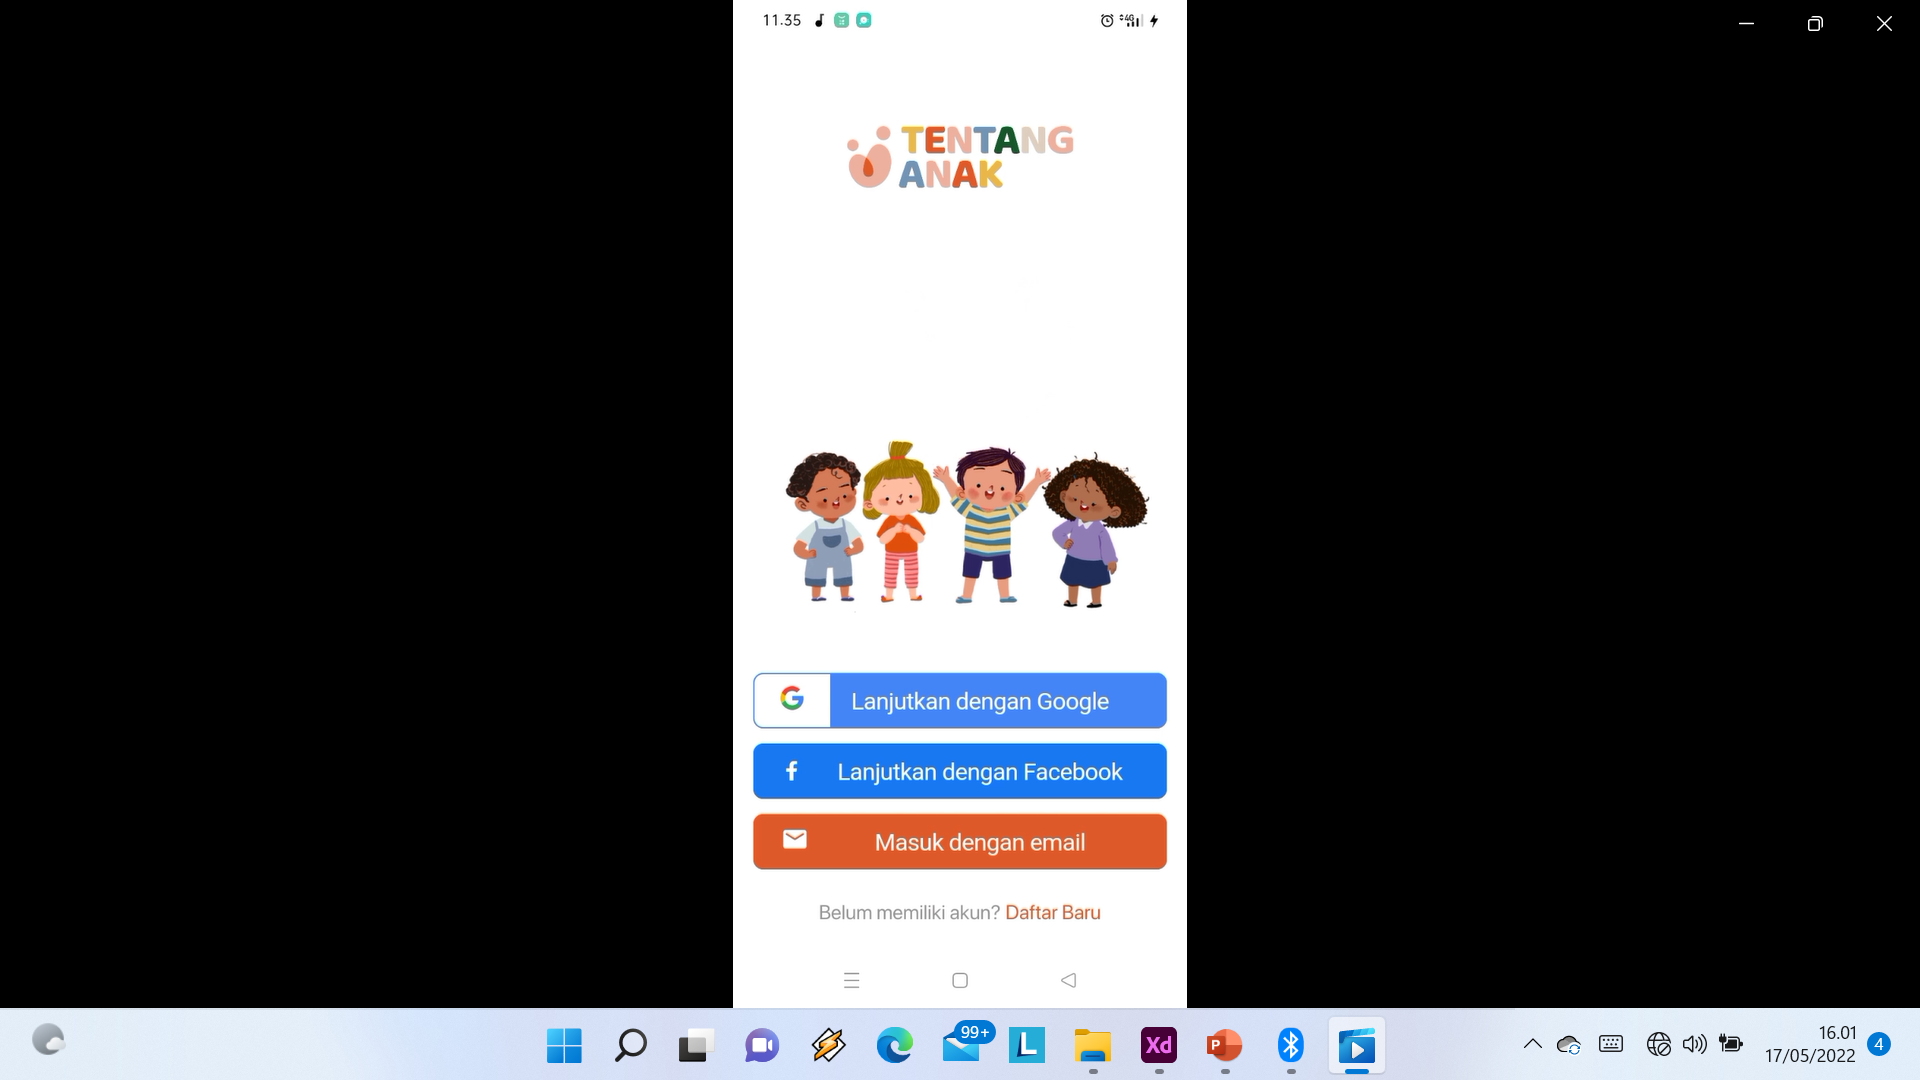 11.35
4G
TENTANG
ANAK
G
Lanjutkan dengan Google
f
Lanjutkan dengan Facebook
Masuk dengan email
Belum memiliki akun? Daftar Baru
99+
L
Xd
P
16.01
17/05/2022
4